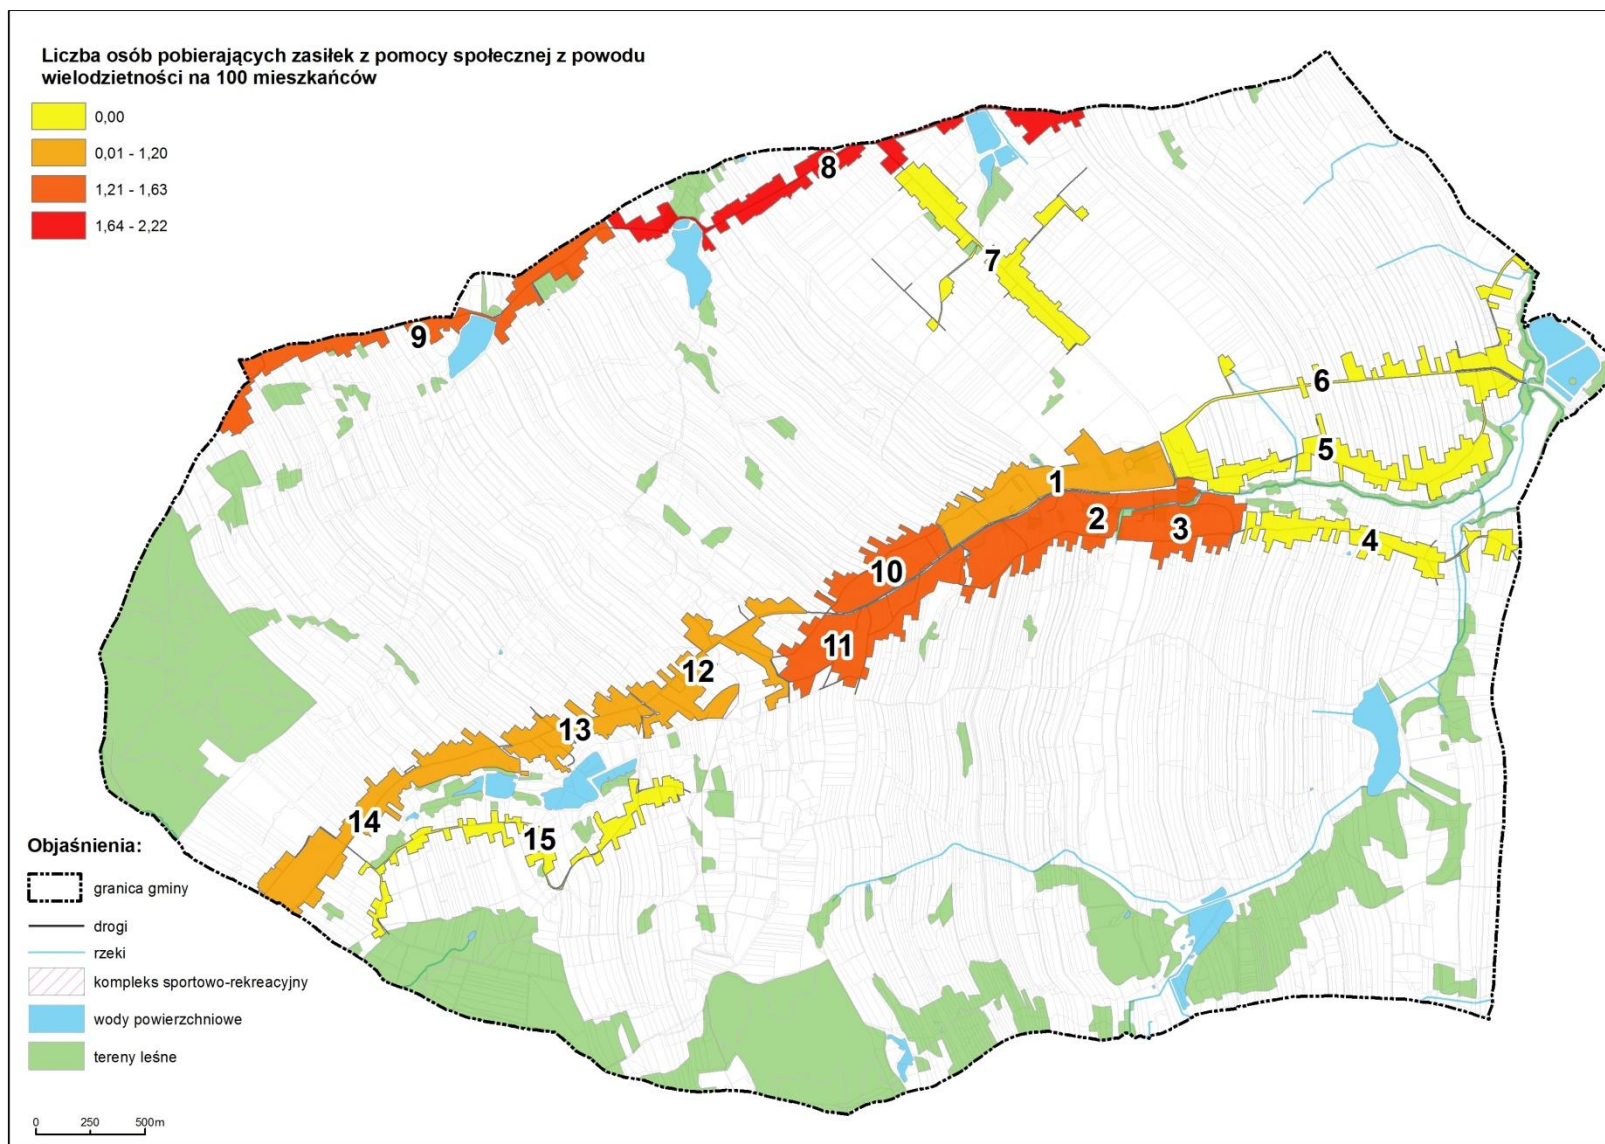 Liczba osób pobierających zasiłek z pomocy społecznej z powodu
wielodzietności na 100 mieszkańców
0,00
0,01 - 1,20
1,21 - 1,63
1,64 - 2,22
8
7
9
6
5
1
2
3
4
10
11
12
13
14
15
Objaśnienia:
granica gminy
drogi
rzeki
kompleks sportowo-rekreacyjny
wody powierzchniowe
tereny leśne
0 250 500m